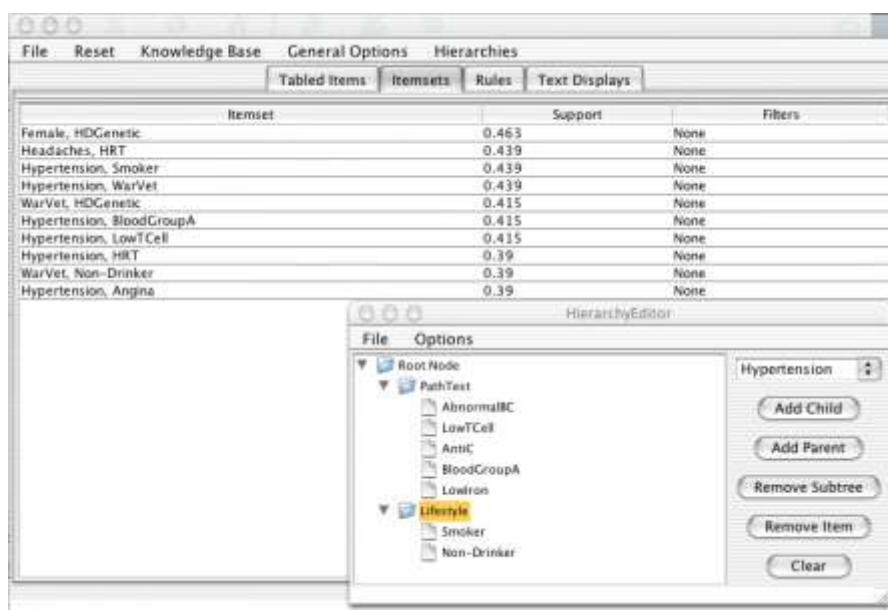 File Reset Knowledge Base General Options Hierarchies
Tabled Items Itemsets Rules Text Displays
Itemset Support Filters
Female, HDGenetic 0.463 None
Headaches, HRT 0.439 None
Hypertension, Smoker 0.439 None
Hypertension, WarVet 0.439 None
WarVet, HDGenetic 0.415 None
Hypertension, BloodGroupA 0.415 None
Hypertension, LowTCell 0.415 None
Hypertension, HRT 0.39 None
WarVet, Non-Drinker 0.39 None
Hypertension, Angina 0.39 None
HierarchyEditor
File Options
Root Node
Hypertension
PathTest
AbnormalBC
Add Child
LowTCell
AntiC
Add Parent
BloodGroupA
LowIron
Remove Subtree
Lifestyle
Smoker
Remove Item
Non-Drinker
Clear